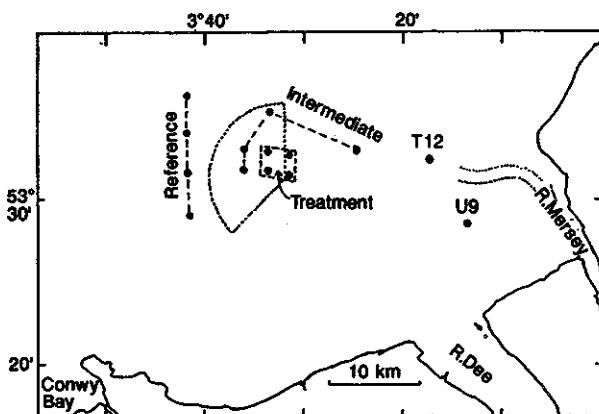 3°40'
20'
Intermediate
Reference
T12
53°
30'
Treatment
U9
R.Mersey
20'
10 km
R.Dee
Conwy
Bay